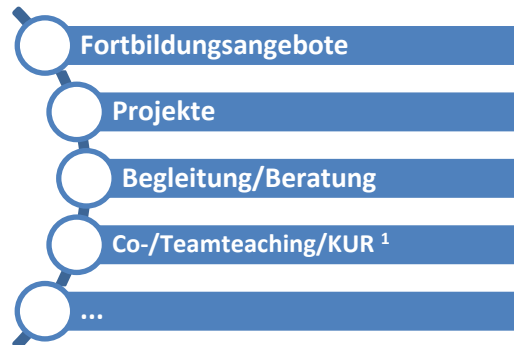 Fortbildungsangebote
Projekte
Begleitung/Beratung
Co-/Teamteaching/KUR ¹
...